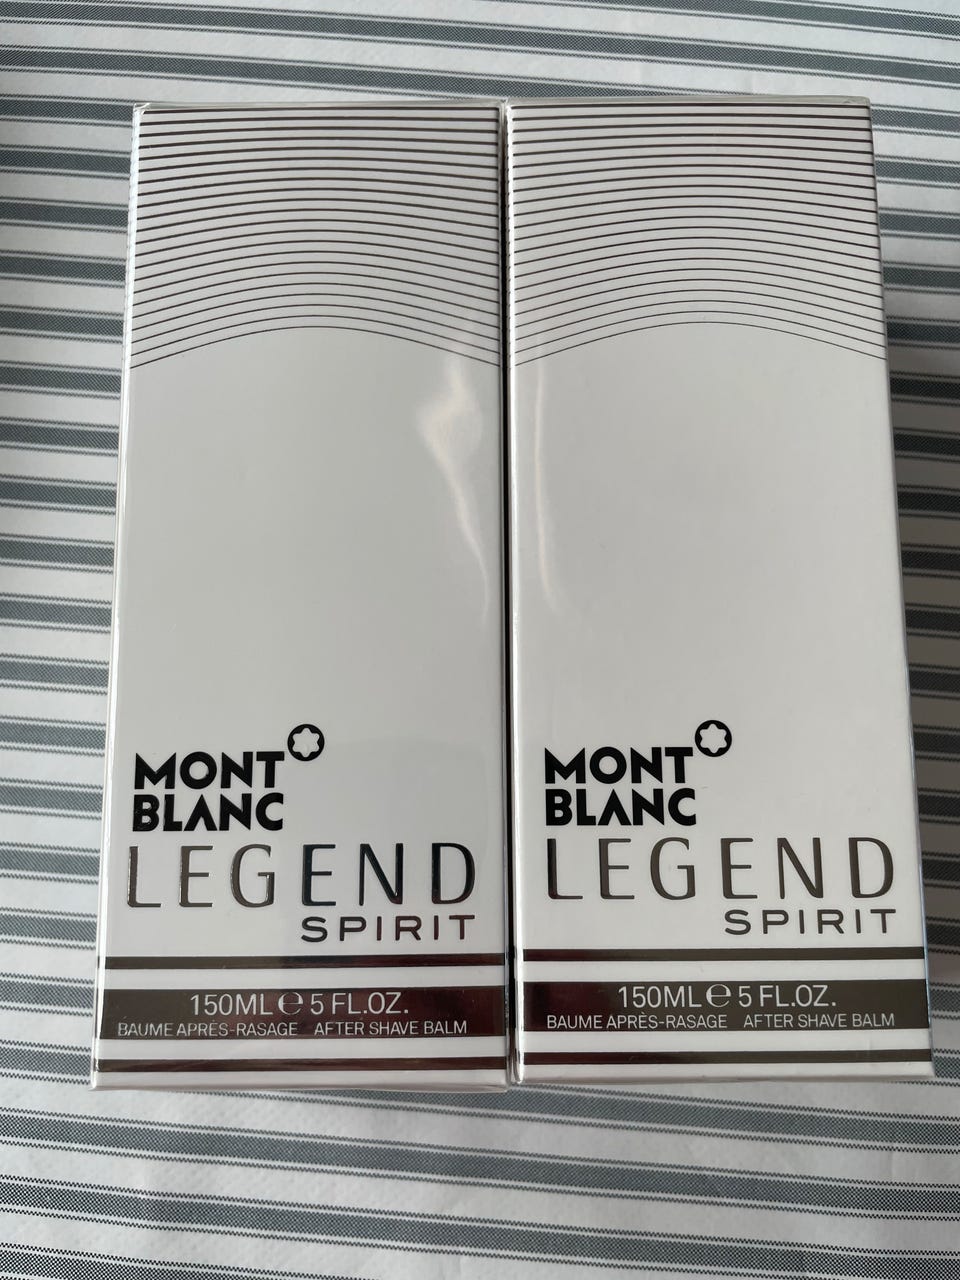 MONT
BLANC
LEGEND
SPIRIT
150ML ℮ 5 FL.OZ.
BAUME APRÈS-RASAGE AFTER SHAVE BALM
MONT
BLANC
LEGEND
SPIRIT
150ML ℮ 5 FL.OZ.
BAUME APRÈS-RASAGE AFTER SHAVE BALM